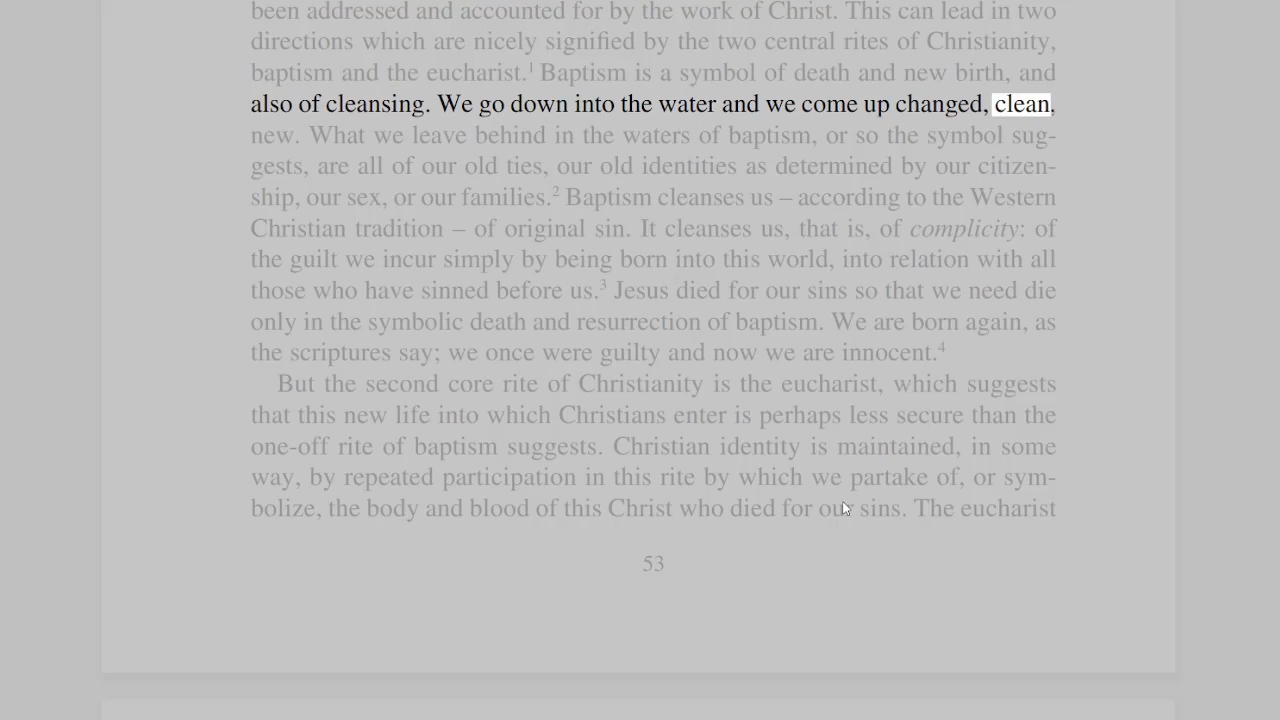 been addressed and accounted for by the work of Christ. This can lead in two
directions which are nicely signified by the two central rites of Christianity,
baptism and the eucharist.¹ Baptism is a symbol of death and new birth, and
also of cleansing. We go down into the water and we come up changed, clean,
new. What we leave behind in the waters of baptism, or so the symbol sug-
gests, are all of our old ties, our old identities as determined by our citizen-
ship, our sex, or our families.² Baptism cleanses us – according to the Western
Christian tradition – of original sin. It cleanses us, that is, of complicity: of
the guilt we incur simply by being born into this world, into relation with all
those who have sinned before us.³ Jesus died for our sins so that we need die
only in the symbolic death and resurrection of baptism. We are born again, as
the scriptures say; we once were guilty and now we are innocent.⁴
But the second core rite of Christianity is the eucharist, which suggests
that this new life into which Christians enter is perhaps less secure than the
one-off rite of baptism suggests. Christian identity is maintained, in some
way, by repeated participation in this rite by which we partake of, or sym-
bolize, the body and blood of this Christ who died for our sins. The eucharist
53